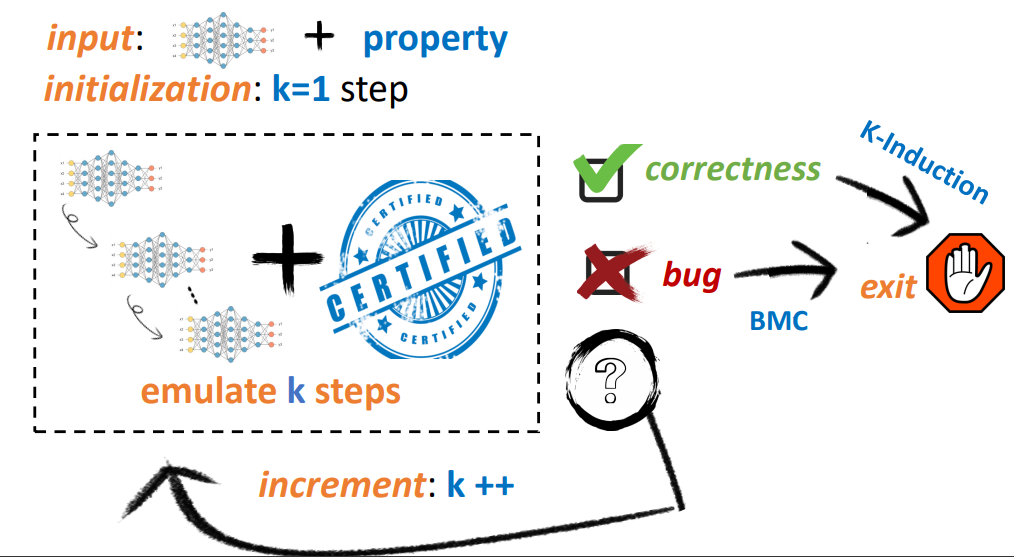 input: + property
initialization: k=1 step
CERTIFIED
CERTIFIED
CERTIFIED
emulate k steps
correctness
K-Induction
bug
BMC
exit
?
increment: k ++